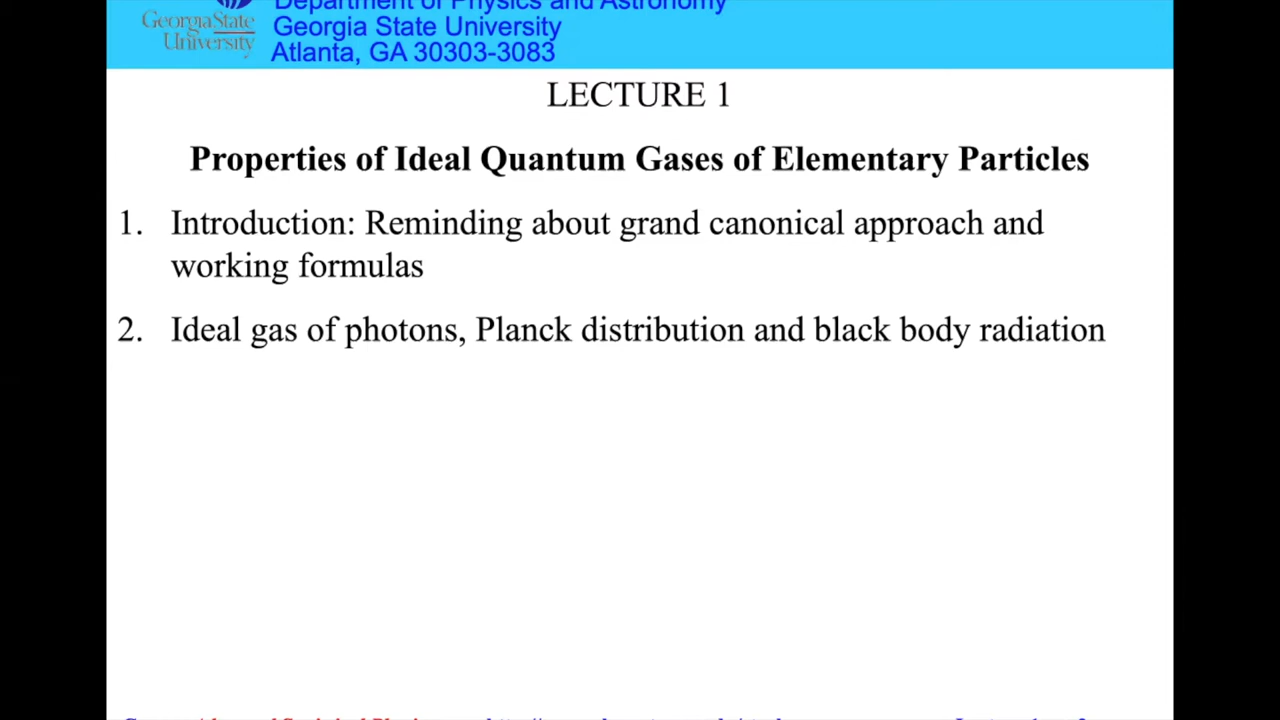 Department of Physics and Astronomy
GeorgiaState
University
Georgia State University
Atlanta, GA 30303-3083
LECTURE 1
Properties of Ideal Quantum Gases of Elementary Particles
1. Introduction: Reminding about grand canonical approach and
working formulas
2. Ideal gas of photons, Planck distribution and black body radiation